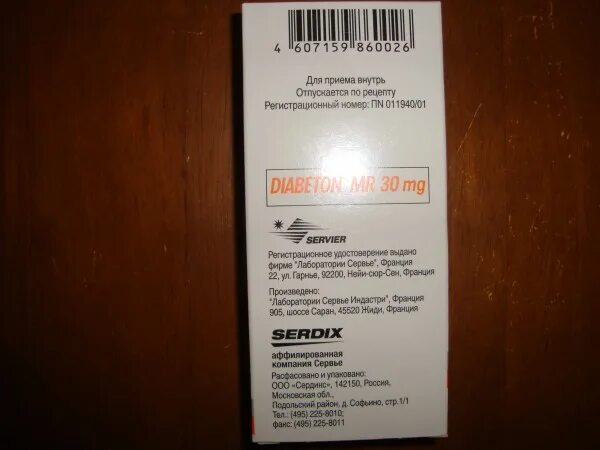 4 607159 860026
Для приема внутрь
Отпускается по рецепту
Регистрационный номер: ПN 011940/01
DIABETON MR 30 mg
SERVIER
Регистрационное удостоверение выдано
фирме "Лаборатории Сервье", Франция
22, ул. Гарнье, 92200, Нейи-сюр-Сен, Франция
Произведено:
"Лаборатории Сервье Индастри", Франция
905, шоссе Саран, 45520 Жиди, Франция
SERDIX
аффилированная
компания Сервье
Расфасовано и упаковано:
ООО «Сердикс», 142150, Россия,
Московская обл.,
Подольский район, д. Софьино, стр.1/1
Тел.: (495) 225-8010;
факс: (495) 225-8011